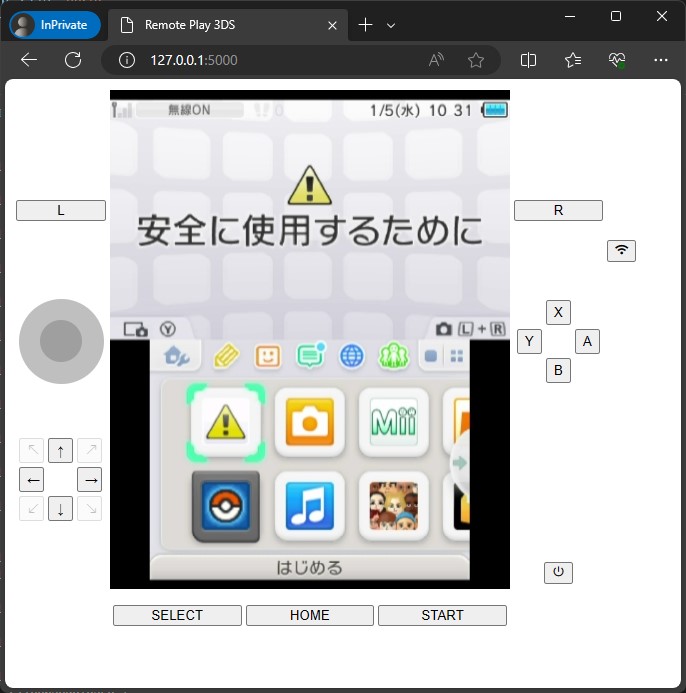 InPrivate
Remote Play 3DS
127.0.0.1:5000
無線ON
1/5(水) 10 31
安全に使用するために
L
R
Y
L + R
X
Y
A
B
Mii
はじめる
SELECT
HOME
START